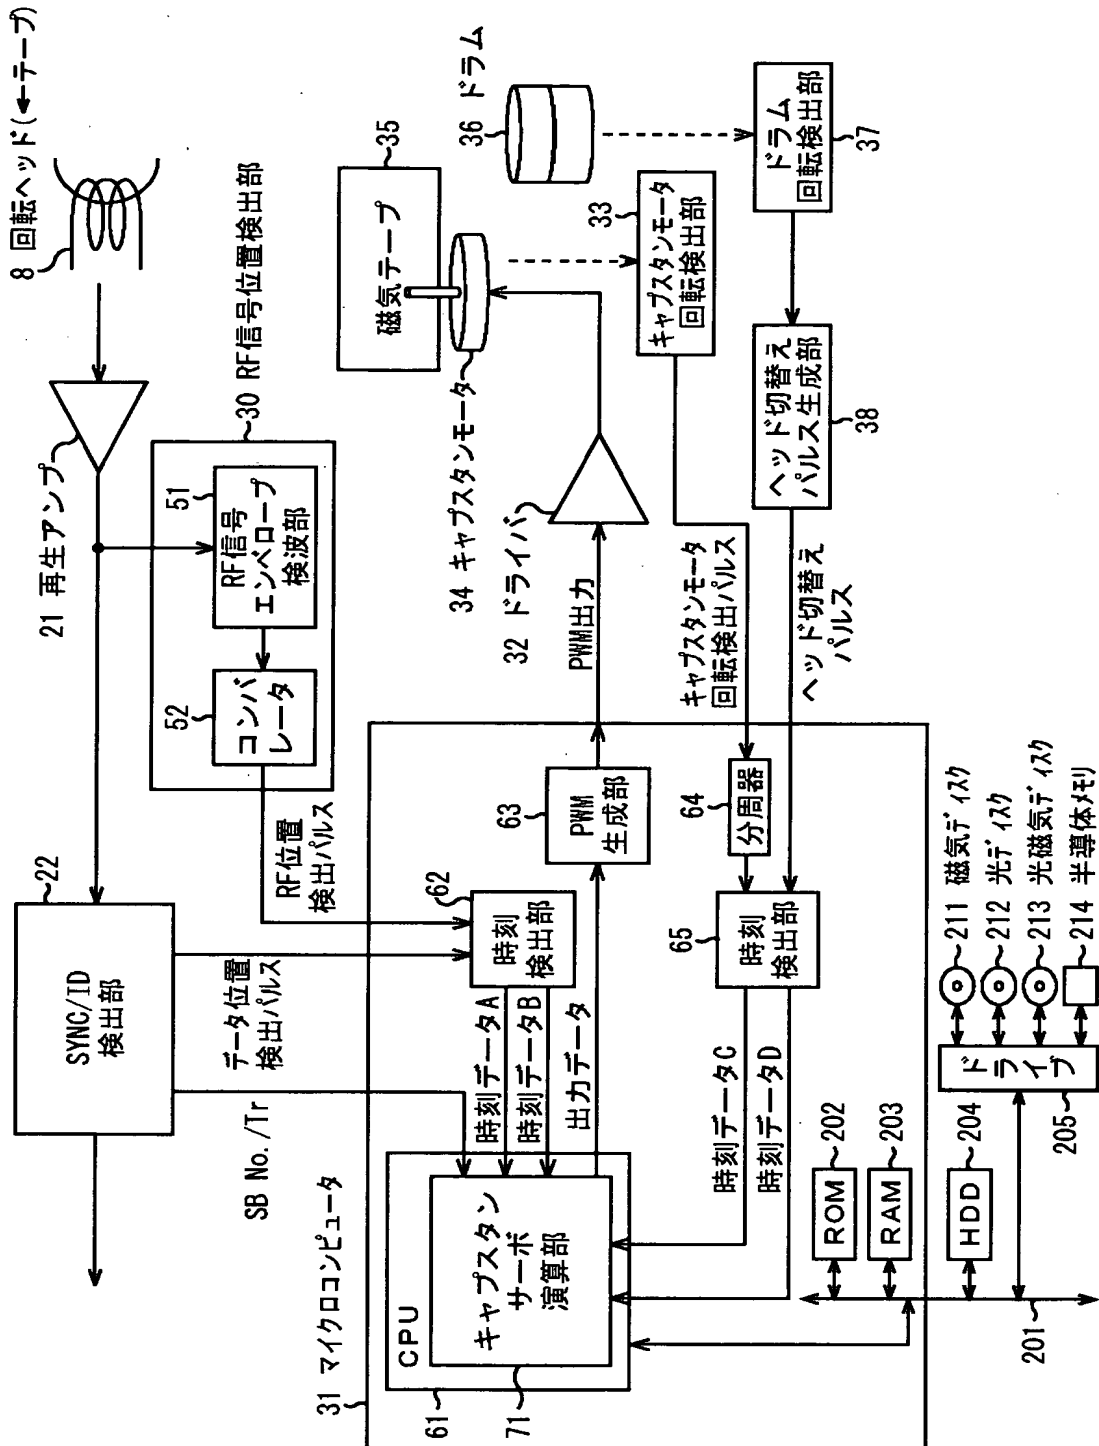 8 回転ヘッド(←テープ)
21 再生アンプ
22
SYNC/ID
検出部
30 RF信号位置検出部
51
RF信号
エンベロープ
検波部
52
コンパ
レータ
RF位置
検出パルス
データ位置
検出パルス
SB No./Tr
31 マイクロコンピュータ
35
磁気テープ
34 キャプスタンモータ
36 ドラム
32 ドライバ
PWM出力
63
PWM
生成部
62
時刻
検出部
時刻データA
時刻データB
出力データ
CPU
キャプスタン
サーボ
演算部
61
71
33
キャプスタンモータ
回転検出部
キャプスタンモータ
回転検出パルス
64
分周器
37
ドラム
回転検出部
38
ヘッド切替え
パルス生成部
ヘッド切替え
パルス
65
時刻
検出部
時刻データC
時刻データD
ROM
202
RAM
203
HDD
204
ドライブ
205
201
211 磁気ディスク
212 光ディスク
213 光磁気ディスク
214 半導体メモリ